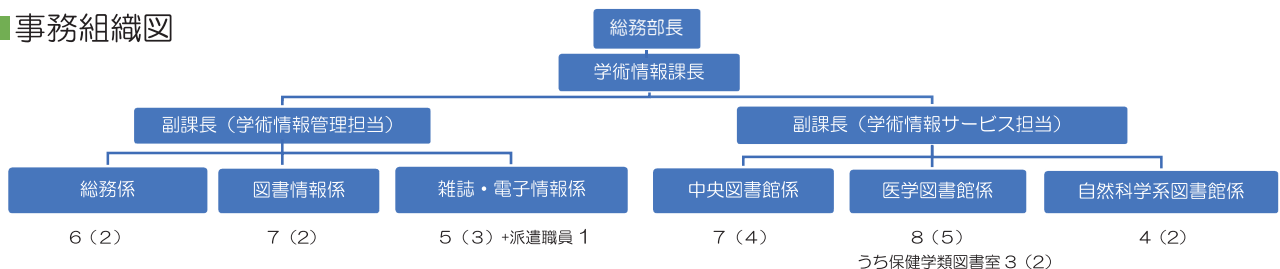 事務組織図
総務部長
学術情報課長
副課長（学術情報管理担当）
副課長（学術情報サービス担当）
総務係
図書情報係
雑誌・電子情報係
中央図書館係
医学図書館係
自然科学系図書館係
6（2）
7（2）
5（3）+派遣職員 1
7（4）
8（5）
4（2）
うち保健学類図書室 3（2）